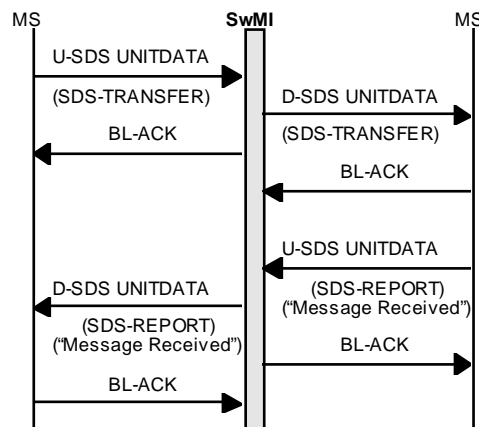 MS
SwMI
MS
U-SDS UNITDATA
(SDS-TRANSFER)
D-SDS UNITDATA
(SDS-TRANSFER)
BL-ACK
BL-ACK
U-SDS UNITDATA
(SDS-REPORT)
(“Message Received”)
D-SDS UNITDATA
(SDS-REPORT)
(“Message Received”)
BL-ACK
BL-ACK